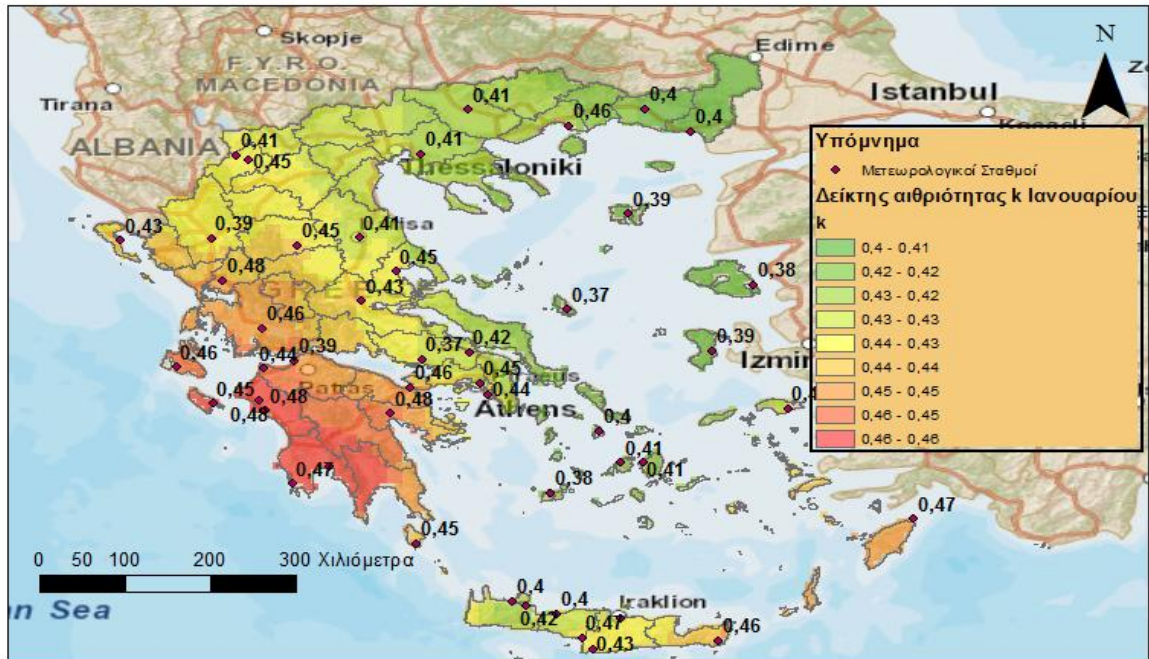 Skopje
Edirne
F.Y.R.O.
MACEDONIA
N
Tirana
Istanbul
ALBANIA
Thessaloniki
Izmir
GREE
Patras
Athens
Iraklion
an Sea
0,41
0,46
0,4
0,4
0,41
0,41
0,45
0,39
0,43
0,39
0,45
0,41
0,45
0,48
0,38
0,43
0,37
0,46
0,42
0,39
0,37
0,46
0,44
0,39
0,46
0,45
0,44
0,45
0,48
0,48
0,48
0,4
0,41
0,41
0,47
0,38
0,47
0,45
0,4
0,4
0,42
0,47
0,43
0,46
Υπόμνημα
Μετεωρολογικοί Σταθμοί
Δείκτης αιθριότητας k Ιανουαρίου
k
0,4 - 0,41
0,42 - 0,42
0,43 - 0,42
0,43 - 0,43
0,44 - 0,43
0,44 - 0,44
0,45 - 0,45
0,46 - 0,45
0,46 - 0,46
0 50 100 200 300 Χιλιόμετρα